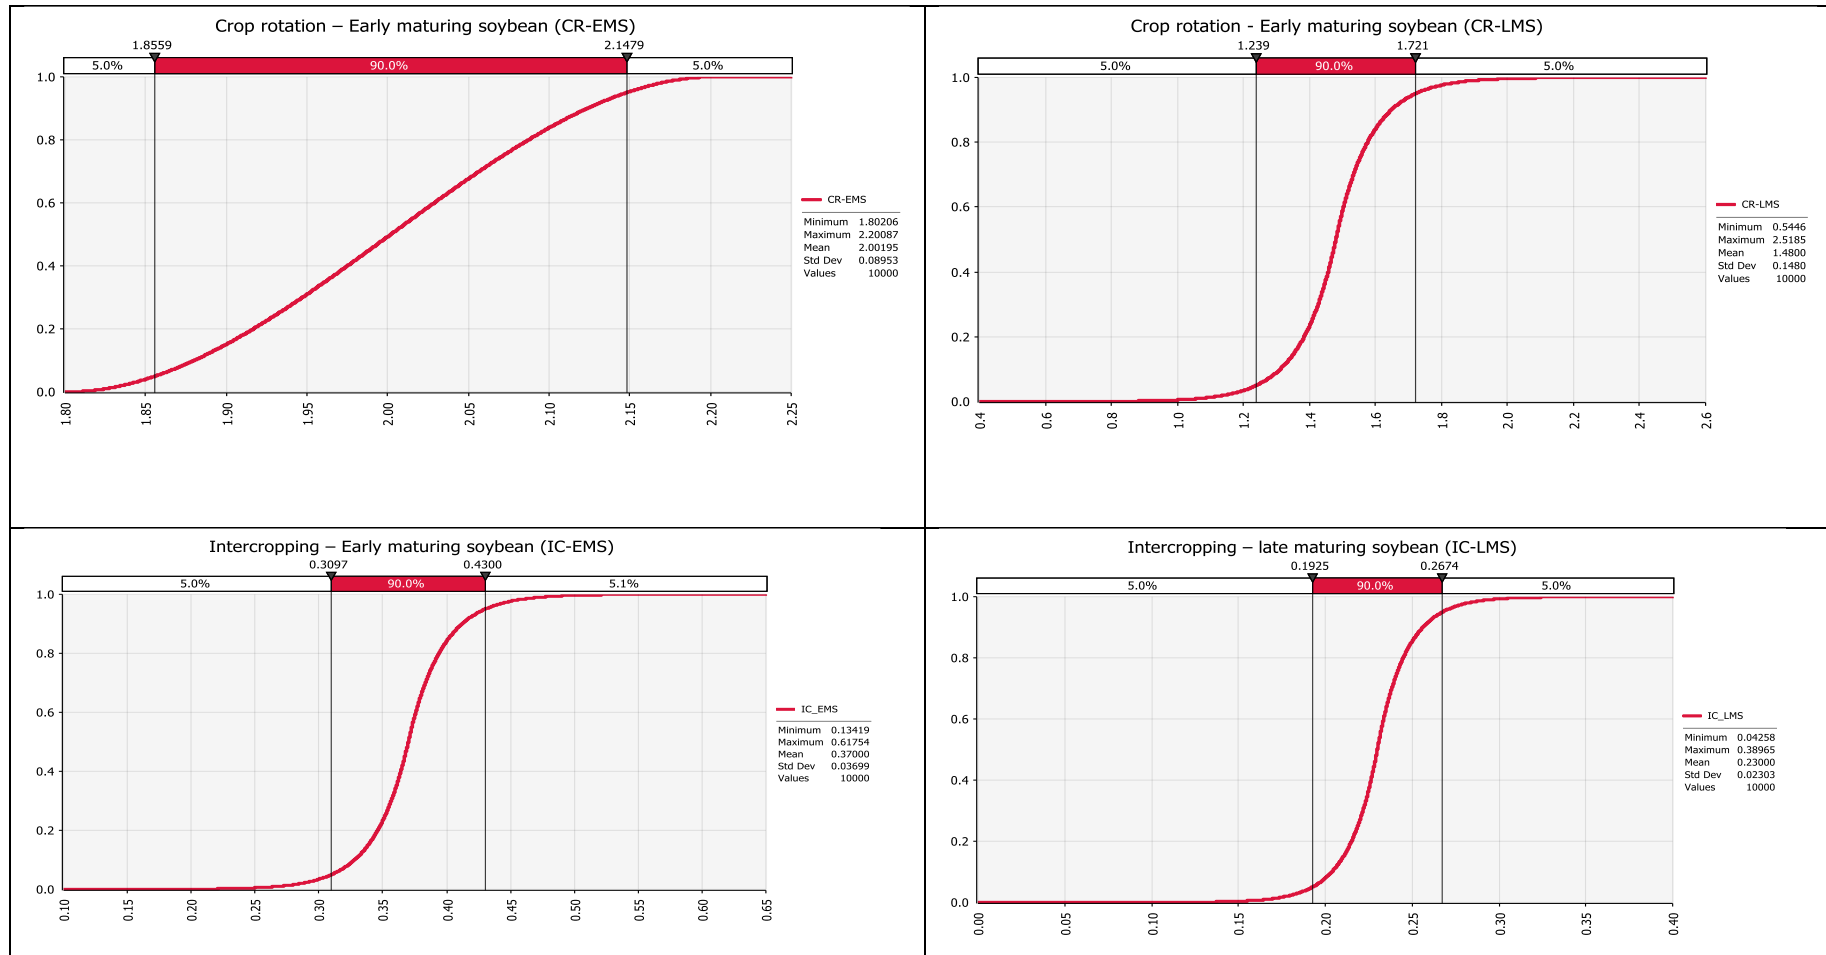 Crop rotation – Early maturing soybean (CR-EMS)
1.8559 2.1479
5.0% 90.0% 5.0%
1.0
0.8
0.6
0.4
0.2
0.0
1.80 1.85 1.90 1.95 2.00 2.05 2.10 2.15 2.20 2.25
CR-EMS
Minimum 1.80206
Maximum 2.20087
Mean 2.00195
Std Dev 0.08953
Values 10000
Crop rotation - Early maturing soybean (CR-LMS)
1.239 1.721
5.0% 90.0% 5.0%
1.0
0.8
0.6
0.4
0.2
0.0
0.4 0.6 0.8 1.0 1.2 1.4 1.6 1.8 2.0 2.2 2.4 2.6
CR-LMS
Minimum 0.5446
Maximum 2.5185
Mean 1.4800
Std Dev 0.1480
Values 10000
Intercropping – Early maturing soybean (IC-EMS)
0.3097 0.4300
5.0% 90.0% 5.1%
1.0
0.8
0.6
0.4
0.2
0.0
0.10 0.15 0.20 0.25 0.30 0.35 0.40 0.45 0.50 0.55 0.60 0.65
IC_EMS
Minimum 0.13419
Maximum 0.61754
Mean 0.37000
Std Dev 0.03699
Values 10000
Intercropping – late maturing soybean (IC-LMS)
0.1925 0.2674
5.0% 90.0% 5.0%
1.0
0.8
0.6
0.4
0.2
0.0
0.00 0.05 0.10 0.15 0.20 0.25 0.30 0.35 0.40
IC_LMS
Minimum 0.04258
Maximum 0.38965
Mean 0.23000
Std Dev 0.02303
Values 10000